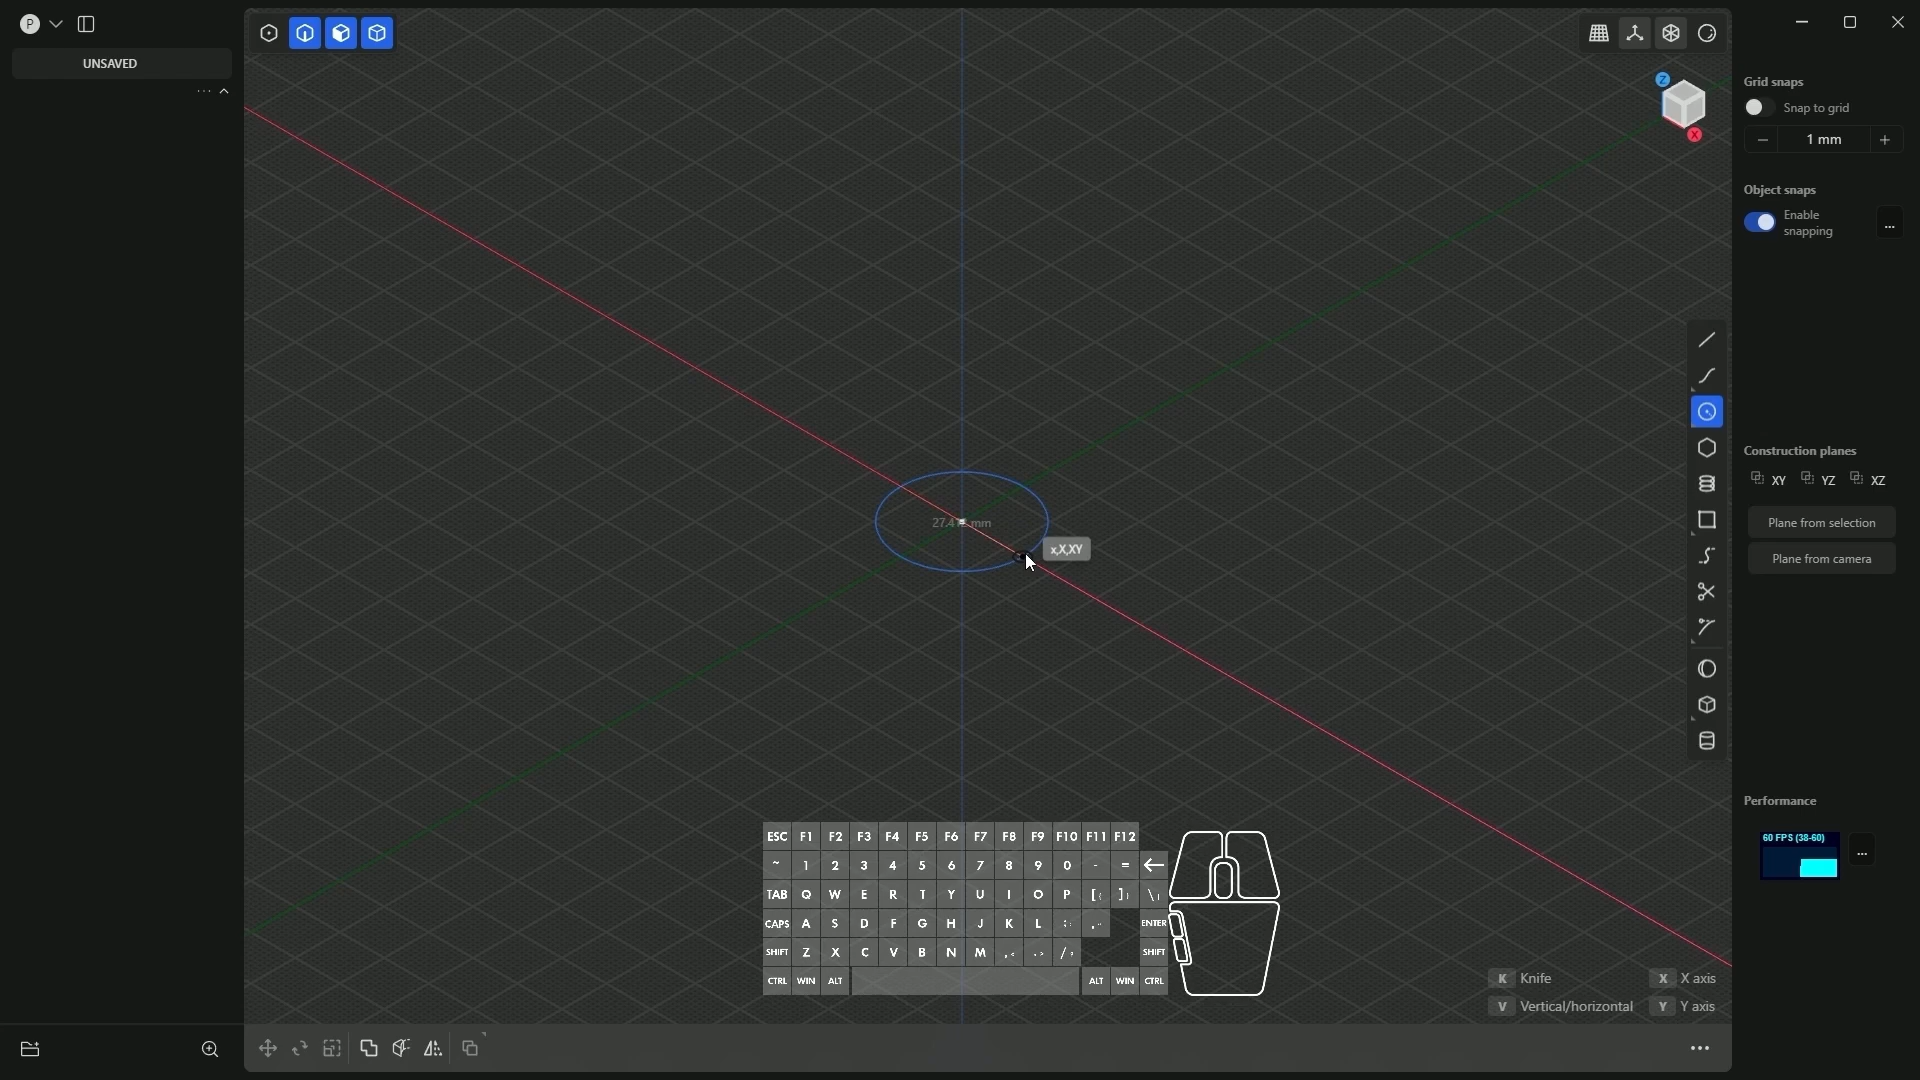 P
UNSAVED
...
Z
X
Grid snaps
Snap to grid
1 mm
Object snaps
Enable
snapping
...
Construction planes
XY YZ XZ
Plane from selection
Plane from camera
Performance
60 FPS (38-60)
...
x,X,XY
ESC F1 F2 F3 F4 F5 F6 F7 F8 F9 F10 F11 F12
~ 1 2 3 4 5 6 7 8 9 0 - =
TAB Q W E R T Y U I O P [{ ]} \|
CAPS A S D F G H J K L ENTER
SHIFT Z X C V B N M SHIFT
CTRL WIN ALT ALT WIN CTRL
K Knife X X axis
V Vertical/horizontal Y Y axis